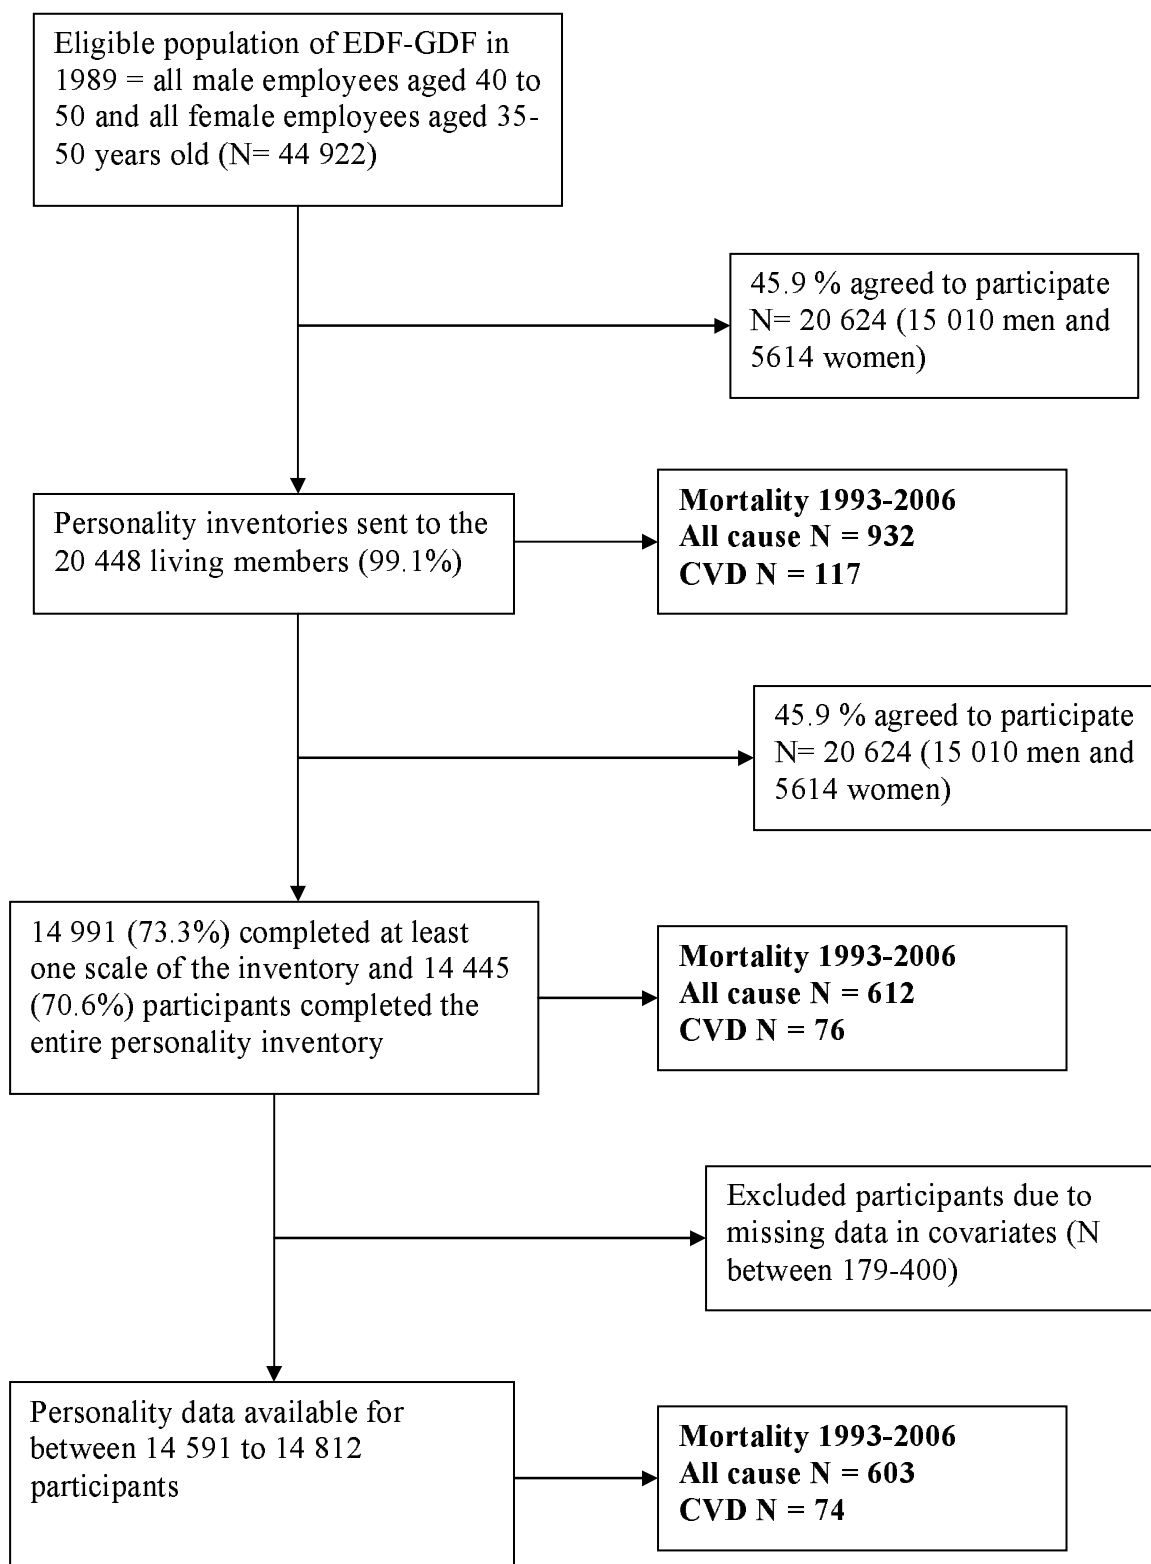 Eligible population of EDF-GDF in
1989 = all male employees aged 40 to
50 and all female employees aged 35-
50 years old (N= 44 922)
45.9 % agreed to participate
N= 20 624 (15 010 men and
5614 women)
Personality inventories sent to the
20 448 living members (99.1%)
Mortality 1993-2006
All cause N = 932
CVD N = 117
45.9 % agreed to participate
N= 20 624 (15 010 men and
5614 women)
14 991 (73.3%) completed at least
one scale of the inventory and 14 445
(70.6%) participants completed the
entire personality inventory
Mortality 1993-2006
All cause N = 612
CVD N = 76
Excluded participants due to
missing data in covariates (N
between 179-400)
Personality data available for
between 14 591 to 14 812
participants
Mortality 1993-2006
All cause N = 603
CVD N = 74